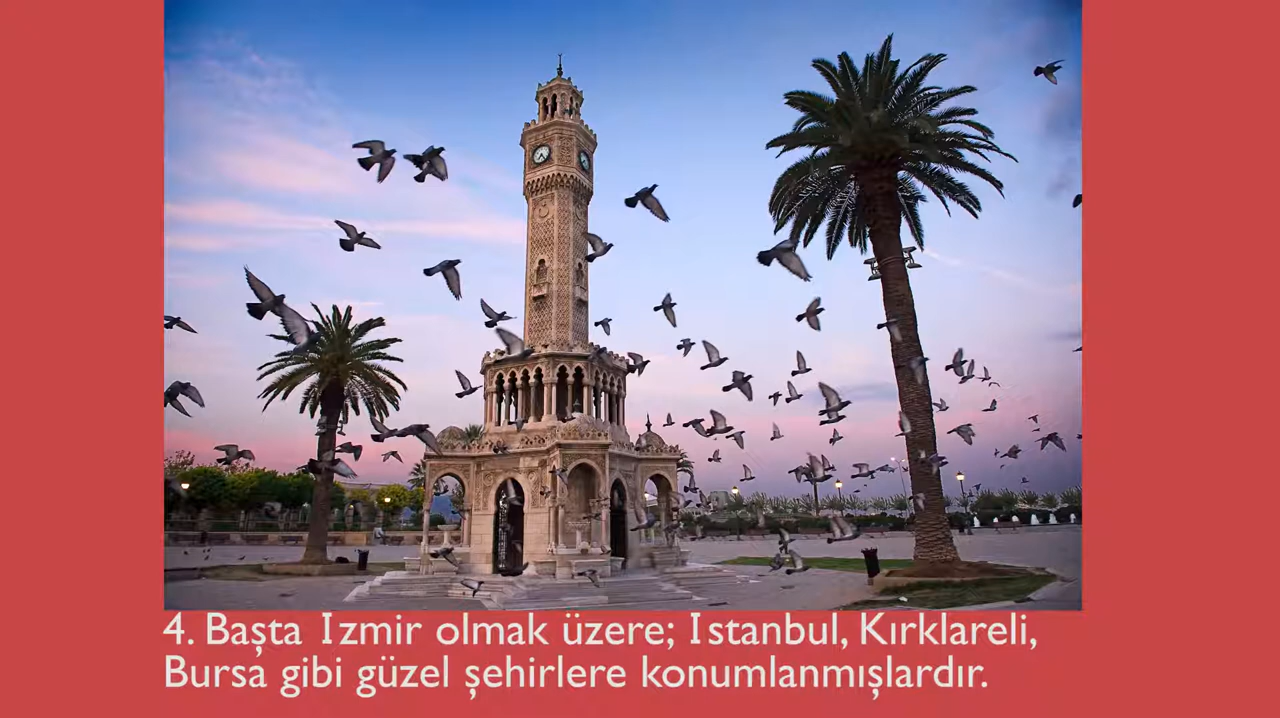 4. Başta Izmir olmak üzere; Istanbul, Kırklareli,
Bursa gibi güzel şehirlere konumlanmışlardır.